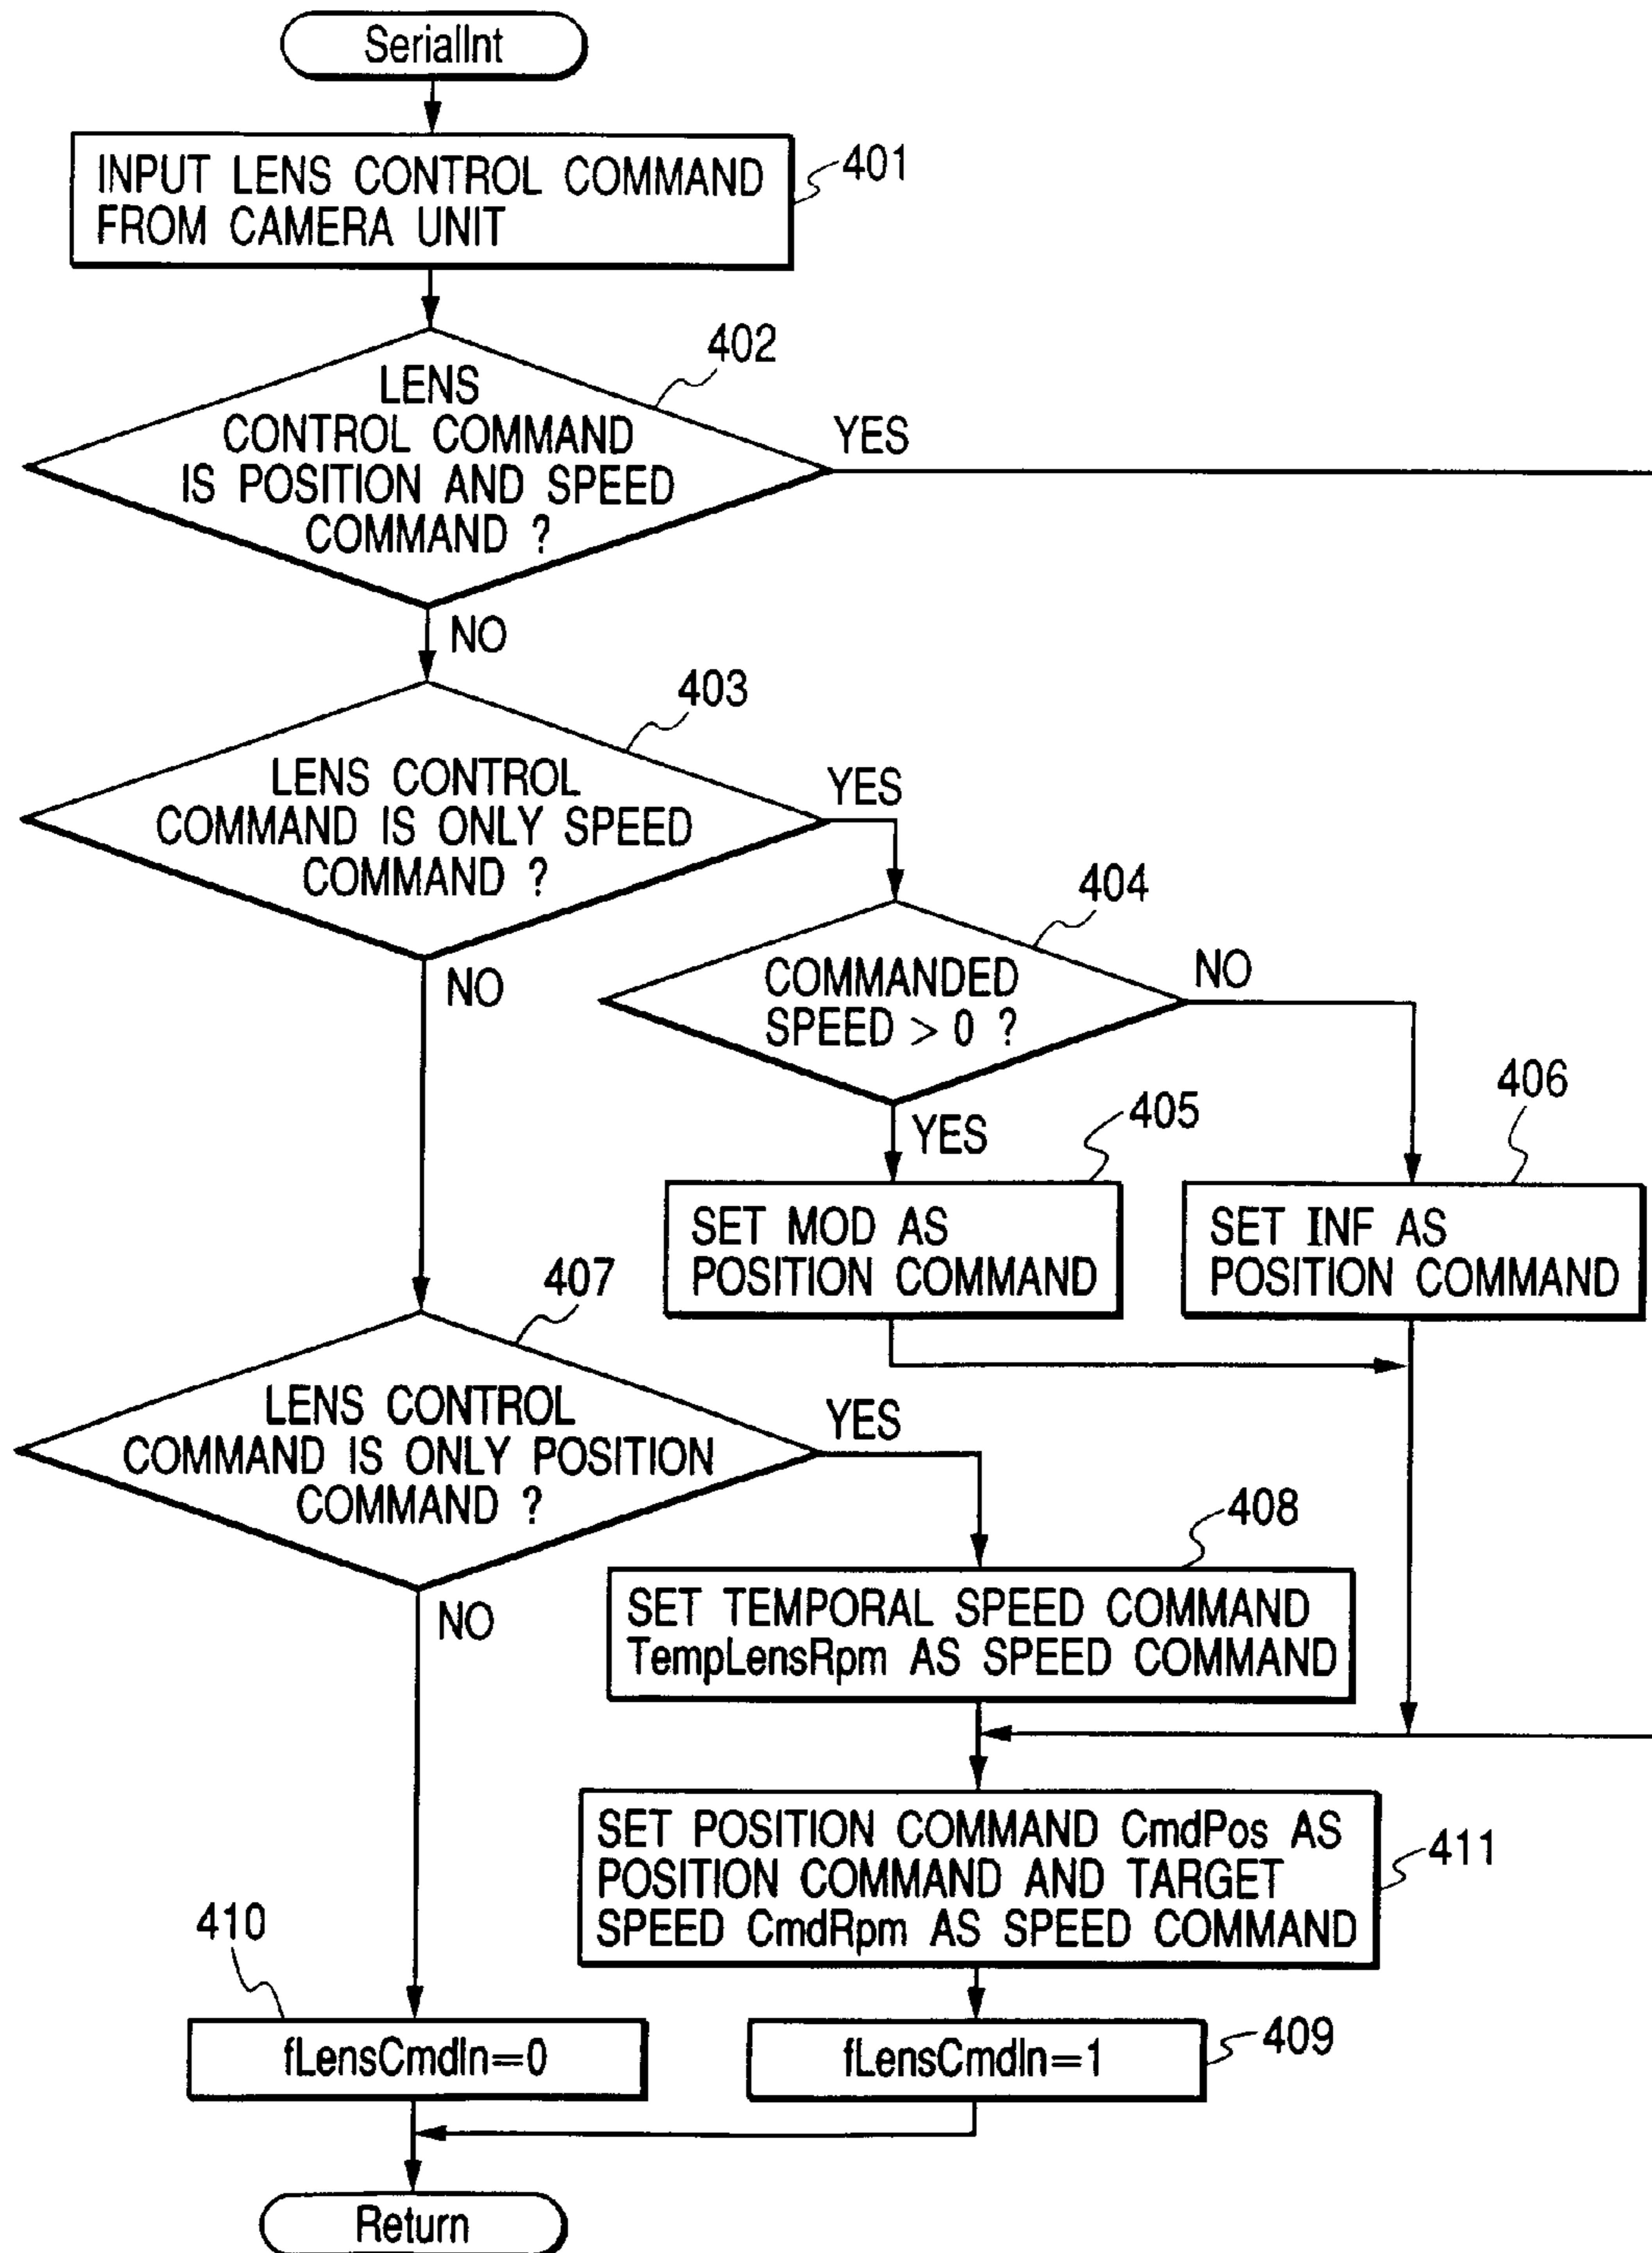 SerialInt
INPUT LENS CONTROL COMMAND
FROM CAMERA UNIT
401
402
LENS
CONTROL COMMAND
IS POSITION AND SPEED
COMMAND ?
YES
NO
403
LENS CONTROL
COMMAND IS ONLY SPEED
COMMAND ?
YES
NO
404
COMMANDED
SPEED > 0 ?
NO
YES
405
406
SET MOD AS
POSITION COMMAND
SET INF AS
POSITION COMMAND
407
LENS CONTROL
COMMAND IS ONLY POSITION
COMMAND ?
YES
NO
408
SET TEMPORAL SPEED COMMAND
TempLensRpm AS SPEED COMMAND
SET POSITION COMMAND CmdPos AS
POSITION COMMAND AND TARGET
SPEED CmdRpm AS SPEED COMMAND
411
410
fLensCmdIn=0
fLensCmdIn=1
409
Return